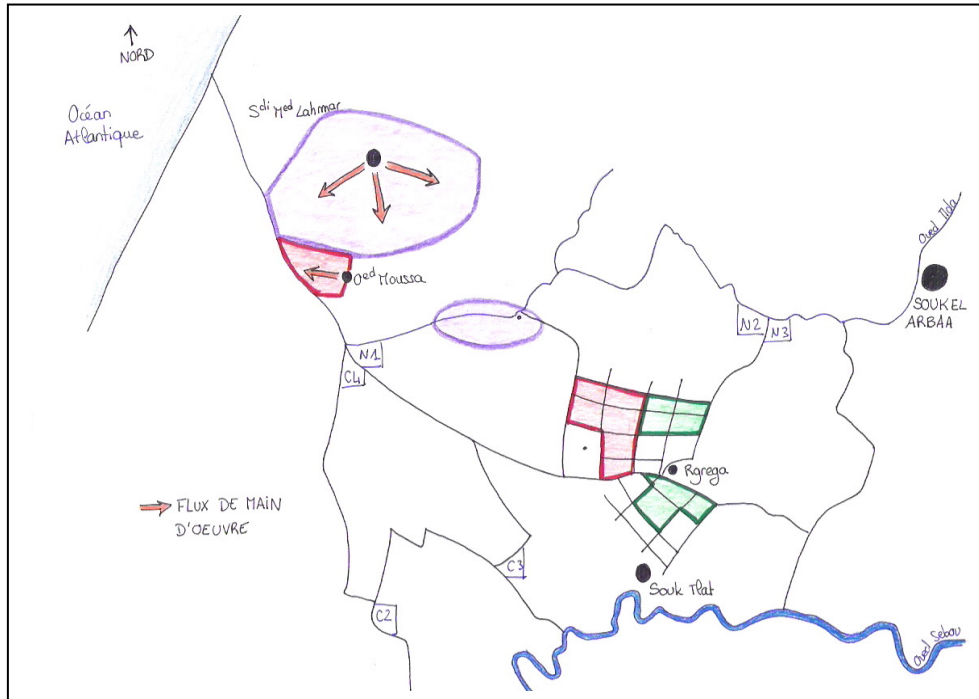 NORD
Océan
Atlantique
Sdi Med Lahmar
Oued Tlota
Oed Moussa
SOUK EL
ARBAA
N2
N3
N1
C4
Rgrega
FLUX DE MAIN
D'OEUVRE
C3
Souk Tlat
C2
Oued Sebou